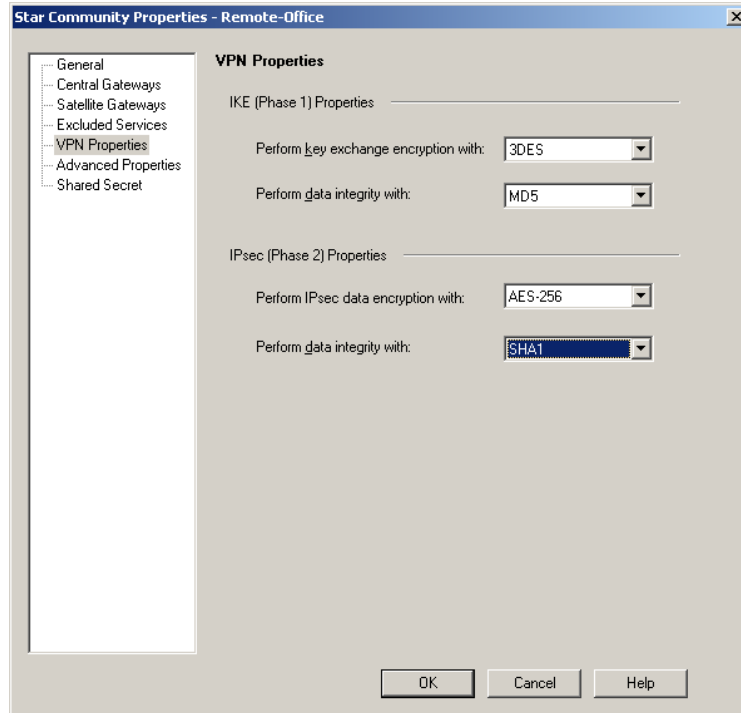 Star Community Properties - Remote-Office
General
Central Gateways
Satellite Gateways
Excluded Services
VPN Properties
Advanced Properties
Shared Secret
VPN Properties
IKE (Phase 1) Properties
Perform key exchange encryption with: 3DES
Perform data integrity with: MD5
IPsec (Phase 2) Properties
Perform IPsec data encryption with: AES-256
Perform data integrity with: SHA1
OK Cancel Help